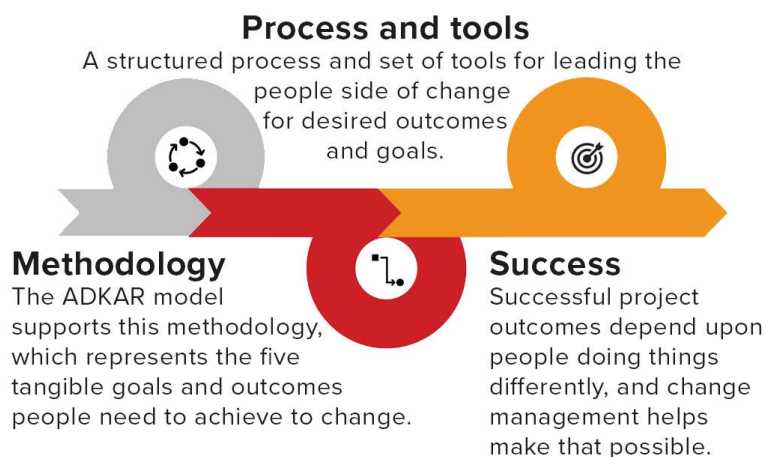 Process and tools
A structured process and set of tools for leading the
people side of change
for desired outcomes
and goals.
Methodology
The ADKAR model
supports this methodology,
which represents the five
tangible goals and outcomes
people need to achieve to change.
Success
Successful project
outcomes depend upon
people doing things
differently, and change
management helps
make that possible.